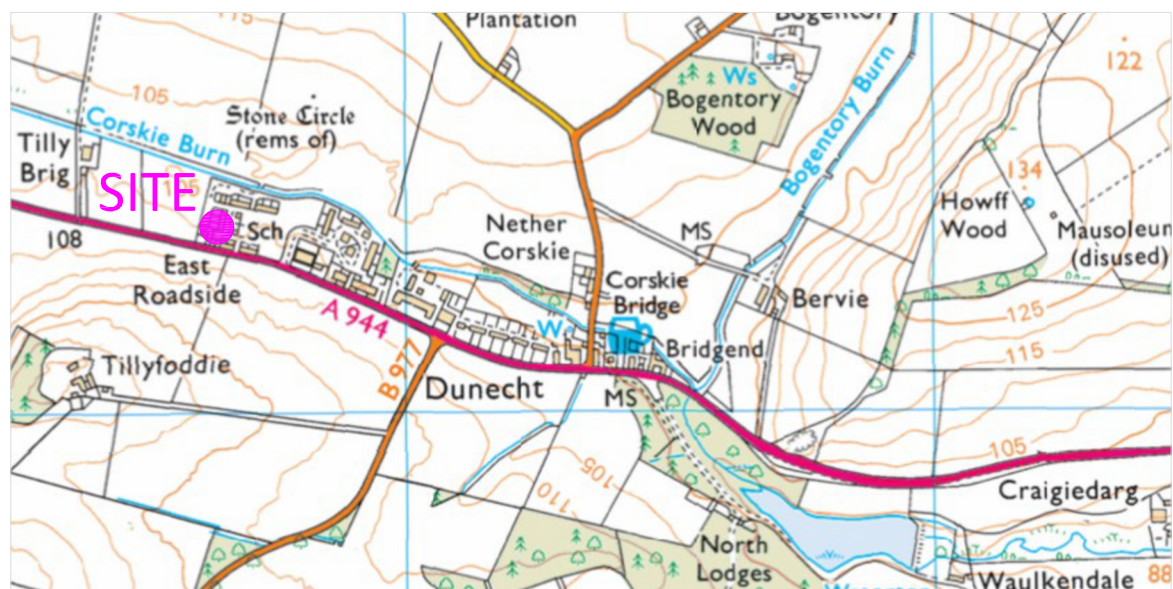 115
Plantation
Bogentory
122
105
Ws
Bogentory
Wood
Bogentory Burn
Stone Circle
(rems of)
Corskie Burn
Tilly
Brig
105
SITE
134
Howff
Wood
Mausoleum
(disused)
Sch
Nether
Corskie
MS
108
East
Roadside
Corskie
Bridge
Bervie
A 944
W
125
Bridgend
115
Tillyfoddie
B 977
Dunecht
MS
105
105
110
Craigiedarg
North
Lodges
Waulkendale
88